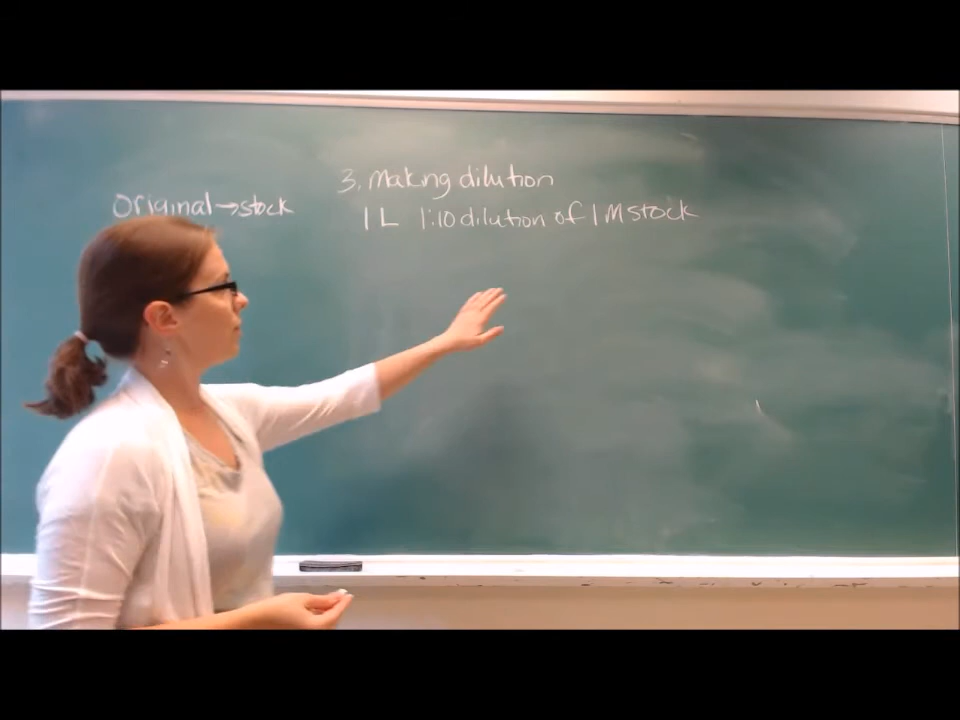 3. Making dilution
Original → stock
1 L 1:10 dilution of 1 M stock